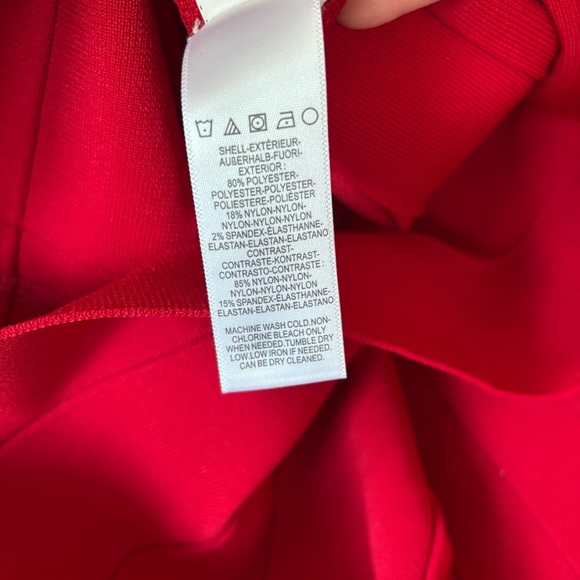 SHELL-EXTÉRIEUR-
AUßERHALB-FUORI-
EXTERIOR :
80% POLYESTER-
POLYESTER-POLYESTER-
POLIESTERE-POLIÉSTER
18% NYLON-NYLON-
NYLON-NYLON-NYLON
2% SPANDEX-ÉLASTHANNE-
ELASTAN-ELASTAN-ELASTANO
CONTRAST-
CONTRASTE-KONTRAST-
CONTRASTO-CONTRASTE :
85% NYLON-NYLON-
NYLON-NYLON-NYLON
15% SPANDEX-ÉLASTHANNE-
ELASTAN-ELASTAN-ELASTANO
MACHINE WASH COLD.NON-
CHLORINE BLEACH ONLY
WHEN NEEDED.TUMBLE DRY
LOW.LOW IRON IF NEEDED.
CAN BE DRY CLEANED.